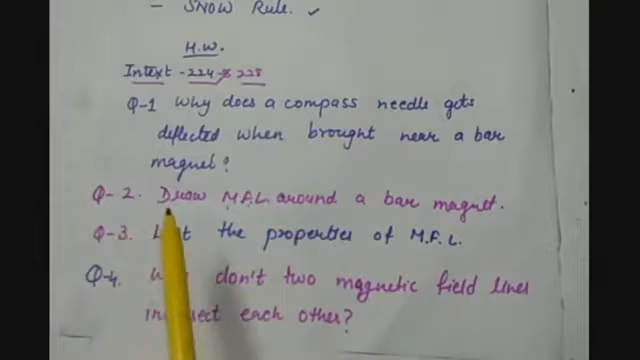 - SNOW Rule. ✓
H.W.
Intext - 224 - & 228
Q-1 Why does a compass needle gets
deflected when brought near a bar
magnet?
Q-2. Draw M.F.L around a bar magnet.
Q-3. the properties of M.F.L.
Q-4. don't two magnetic field lines
each other?